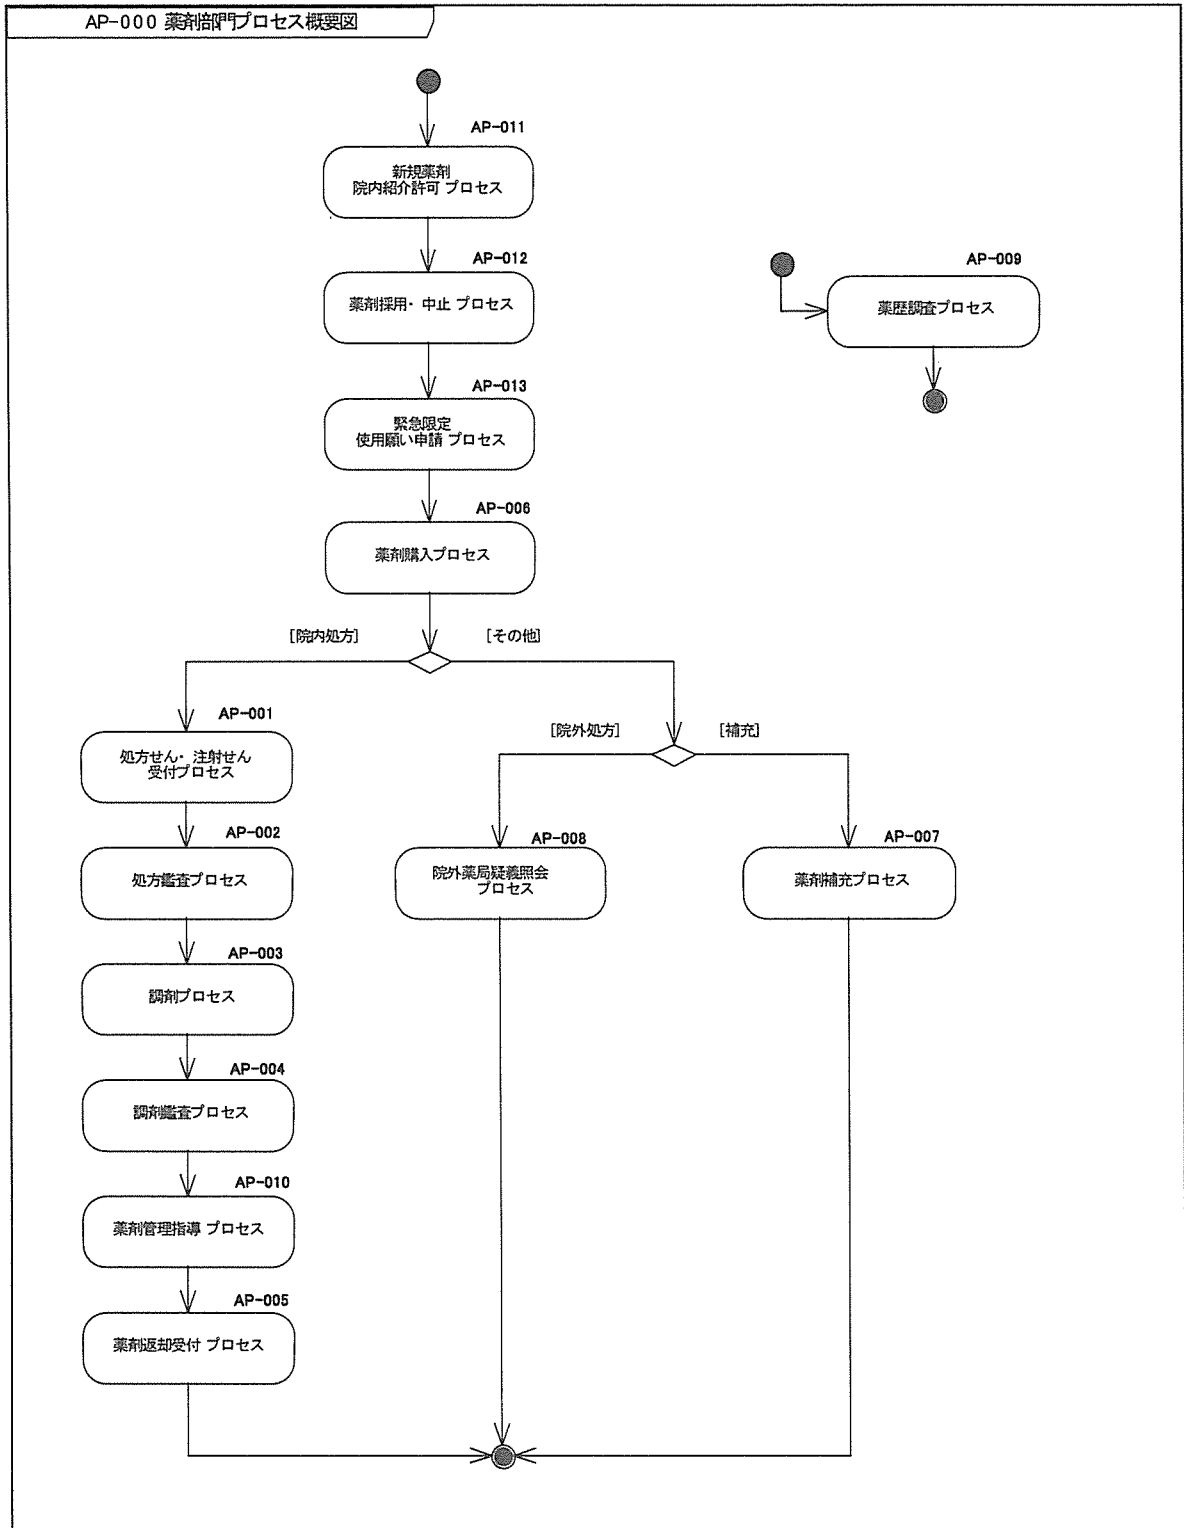 AP-000 薬剤部門プロセス概要図
AP-011
新規薬剤
院内紹介許可 プロセス
AP-012
薬剤採用・中止 プロセス
AP-009
薬歴調査プロセス
AP-013
緊急限定
使用願い申請 プロセス
AP-006
薬剤購入プロセス
[院内処方]
[その他]
AP-001
処方せん・注射せん
受付プロセス
[院外処方]
[補充]
AP-002
処方鑑査プロセス
AP-008
院外薬局疑義照会
プロセス
AP-007
薬剤補充プロセス
AP-003
調剤プロセス
AP-004
調剤鑑査プロセス
AP-010
薬剤管理指導 プロセス
AP-005
薬剤返却受付 プロセス